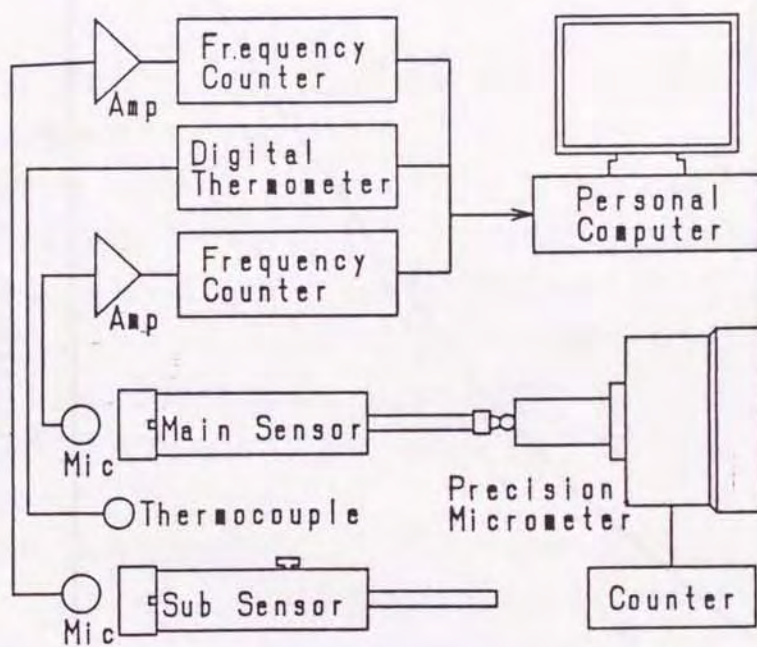 Frequency
Counter
Amp
Digital
Thermometer
Personal
Computer
Frequency
Counter
Amp
Main Sensor
Mic
Precision
Micrometer
Thermocouple
Sub Sensor
Mic
Counter